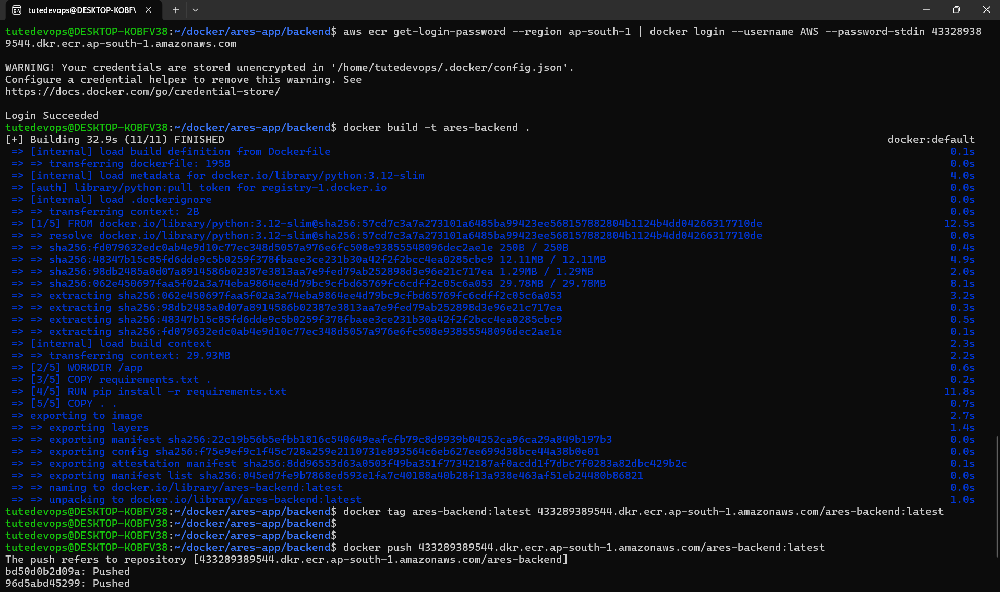 tutedevops@DESKTOP-KOBFV
tutedevops@DESKTOP-KOBFV38:~/docker/ares-app/backend$ aws ecr get-login-password --region ap-south-1 | docker login --username AWS --password-stdin 43328938
9544.dkr.ecr.ap-south-1.amazonaws.com
WARNING! Your credentials are stored unencrypted in '/home/tutedevops/.docker/config.json'.
Configure a credential helper to remove this warning. See
https://docs.docker.com/go/credential-store/
Login Succeeded
tutedevops@DESKTOP-KOBFV38:~/docker/ares-app/backend$ docker build -t ares-backend .
[+] Building 32.9s (11/11) FINISHED docker:default
=> [internal] load build definition from Dockerfile 0.1s
=> => transferring dockerfile: 195B 0.0s
=> [internal] load metadata for docker.io/library/python:3.12-slim 4.0s
=> [auth] library/python:pull token for registry-1.docker.io 0.0s
=> [internal] load .dockerignore 0.0s
=> => transferring context: 2B 0.0s
=> [1/5] FROM docker.io/library/python:3.12-slim@sha256:57cd7c3a7a273101a6485ba99423ee568157882804b1124b4dd04266317710de 12.5s
=> => resolve docker.io/library/python:3.12-slim@sha256:57cd7c3a7a273101a6485ba99423ee568157882804b1124b4dd04266317710de 0.0s
=> => sha256:fd079632edc0ab4e9d10c77ec348d5057a976e6fc508e93855548096dec2ae1e 250B / 250B 0.4s
=> => sha256:48347b15c85fd6dde9c5b0259f378fbaee3ce231b30a42f2f2bcc4ea0285cbc9 12.11MB / 12.11MB 4.9s
=> => sha256:98db2485a0d07a8914586b02387e3813aa7e9fed79ab252898d3e96e21c717ea 1.29MB / 1.29MB 2.0s
=> => sha256:062e450697faa5f02a3a74eba9864ee4d79bc9cfbd65769fc6cdff2c05c6a053 29.78MB / 29.78MB 8.1s
=> => extracting sha256:062e450697faa5f02a3a74eba9864ee4d79bc9cfbd65769fc6cdff2c05c6a053 3.2s
=> => extracting sha256:98db2485a0d07a8914586b02387e3813aa7e9fed79ab252898d3e96e21c717ea 0.3s
=> => extracting sha256:48347b15c85fd6dde9c5b0259f378fbaee3ce231b30a42f2f2bcc4ea0285cbc9 0.5s
=> => extracting sha256:fd079632edc0ab4e9d10c77ec348d5057a976e6fc508e93855548096dec2ae1e 0.1s
=> [internal] load build context 2.3s
=> => transferring context: 29.93MB 2.2s
=> [2/5] WORKDIR /app 0.6s
=> [3/5] COPY requirements.txt . 0.2s
=> [4/5] RUN pip install -r requirements.txt 11.8s
=> [5/5] COPY . . 0.7s
=> exporting to image 2.7s
=> => exporting layers 1.4s
=> => exporting manifest sha256:22c19b56b5efbb1816c540649eafcfb79c8d9939b04252ca96ca29a849b197b3 0.0s
=> => exporting config sha256:f75e9ef9c1f45c728a259e2110731e893564c6eb627ee699d38bce44a38b0e01 0.0s
=> => exporting attestation manifest sha256:8dd96553d63a0503f49ba351f77342187af0acdd1f7dbc7f0283a82dbc429b2c 0.1s
=> => exporting manifest list sha256:045ed7fe9b7868ed593e1fa7c40188a40b28f13a938e463af51eb24480b86821 0.0s
=> => naming to docker.io/library/ares-backend:latest 0.0s
=> => unpacking to docker.io/library/ares-backend:latest 1.0s
tutedevops@DESKTOP-KOBFV38:~/docker/ares-app/backend$ docker tag ares-backend:latest 433289389544.dkr.ecr.ap-south-1.amazonaws.com/ares-backend:latest
tutedevops@DESKTOP-KOBFV38:~/docker/ares-app/backend$
tutedevops@DESKTOP-KOBFV38:~/docker/ares-app/backend$
tutedevops@DESKTOP-KOBFV38:~/docker/ares-app/backend$ docker push 433289389544.dkr.ecr.ap-south-1.amazonaws.com/ares-backend:latest
The push refers to repository [433289389544.dkr.ecr.ap-south-1.amazonaws.com/ares-backend]
bd50d0b2d09a: Pushed
96d5abd45299: Pushed